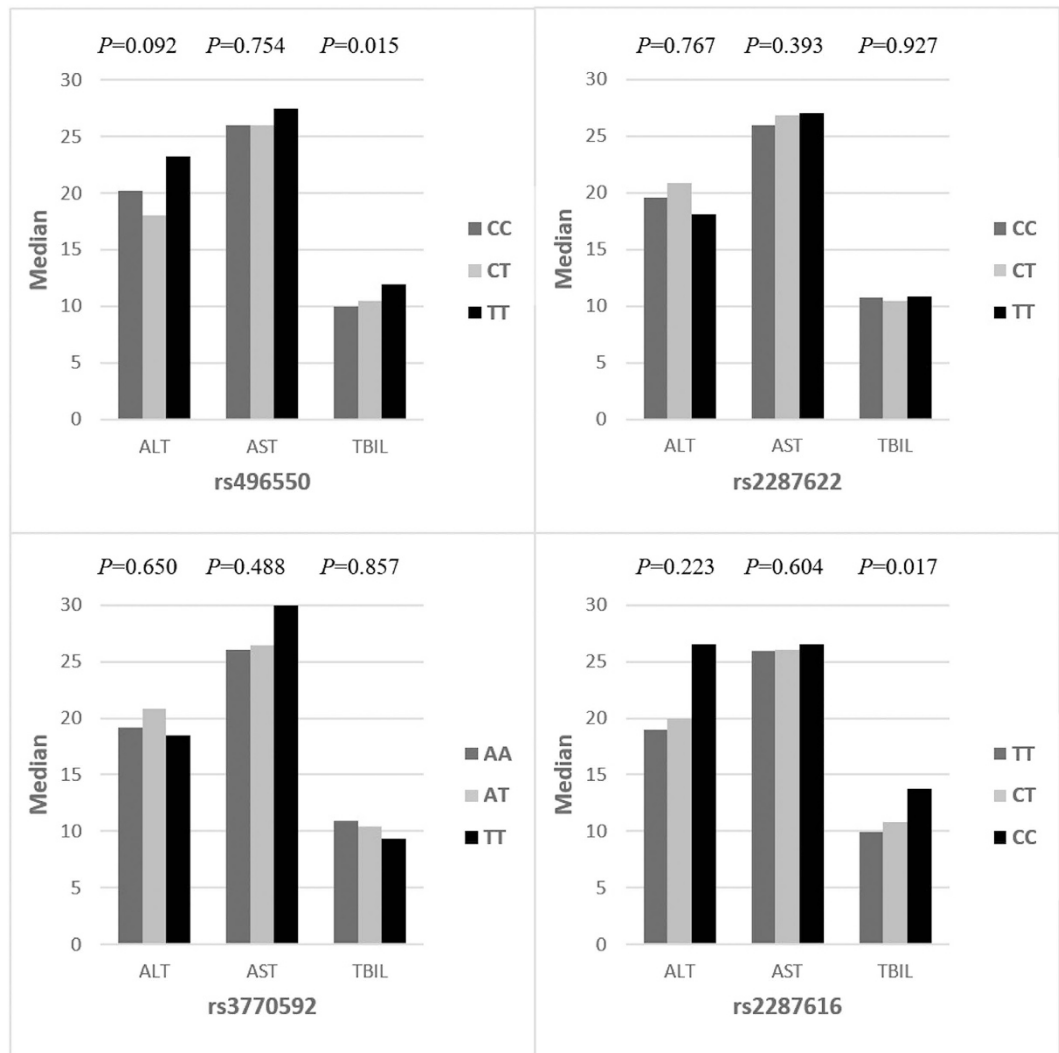 P=0.092 P=0.754 P=0.015
30
25
20
15
10
5
0
Median
CC
CT
TT
ALT AST TBIL
rs496550
P=0.767 P=0.393 P=0.927
30
25
20
15
10
5
0
Median
CC
CT
TT
ALT AST TBIL
rs2287622
P=0.650 P=0.488 P=0.857
30
25
20
15
10
5
0
Median
AA
AT
TT
ALT AST TBIL
rs3770592
P=0.223 P=0.604 P=0.017
30
25
20
15
10
5
0
Median
TT
CT
CC
ALT AST TBIL
rs2287616